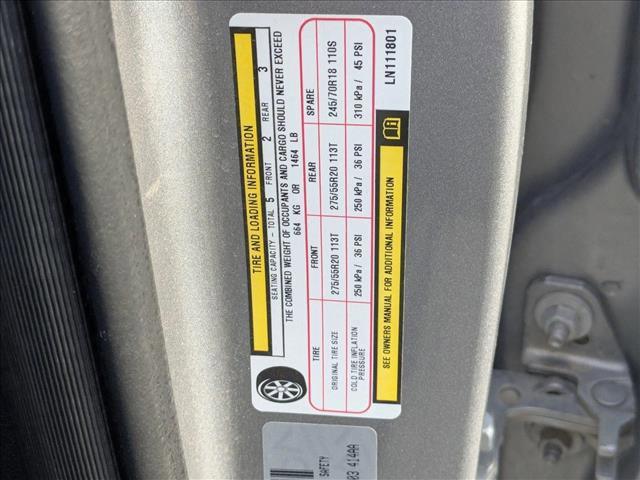 TIRE AND LOADING INFORMATION
SEATING CAPACITY - TOTAL 5 FRONT 2 REAR 3
THE COMBINED WEIGHT OF OCCUPANTS AND CARGO SHOULD NEVER EXCEED
664 KG OR 1464 LB
TIRE FRONT REAR SPARE
ORIGINAL TIRE SIZE 275/55R20 113T 275/55R20 113T 245/70R18 110S
COLD TIRE INFLATION PRESSURE 250 kPa / 36 PSI 250 kPa / 36 PSI 310 kPa / 45 PSI
SEE OWNERS MANUAL FOR ADDITIONAL INFORMATION
LN111801
SAFETY
03 414AA